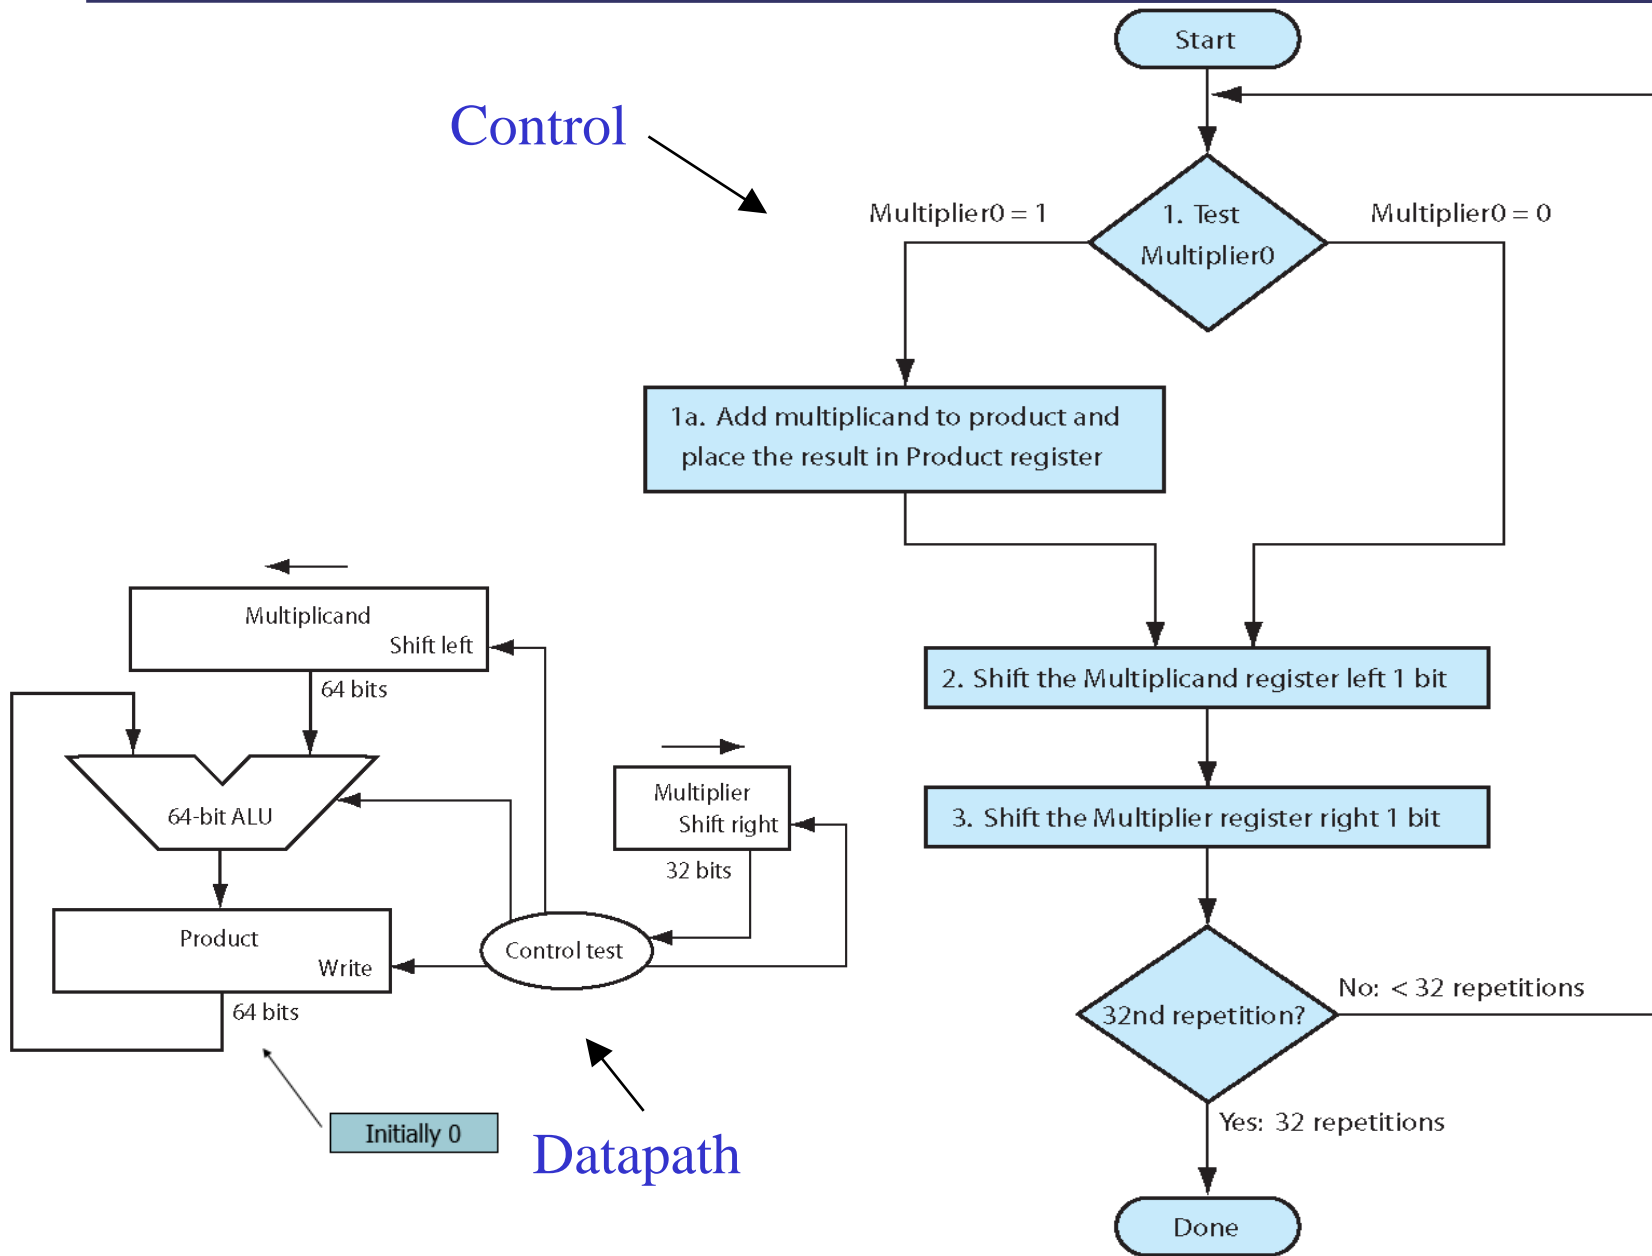 Start
Control
Multiplier0 = 1
1. Test
Multiplier0
Multiplier0 = 0
1a. Add multiplicand to product and
place the result in Product register
Multiplicand
Shift left
64 bits
2. Shift the Multiplicand register left 1 bit
64-bit ALU
Multiplier
Shift right
32 bits
3. Shift the Multiplier register right 1 bit
Product
Write
64 bits
Control test
32nd repetition?
No: < 32 repetitions
Initially 0
Datapath
Yes: 32 repetitions
Done